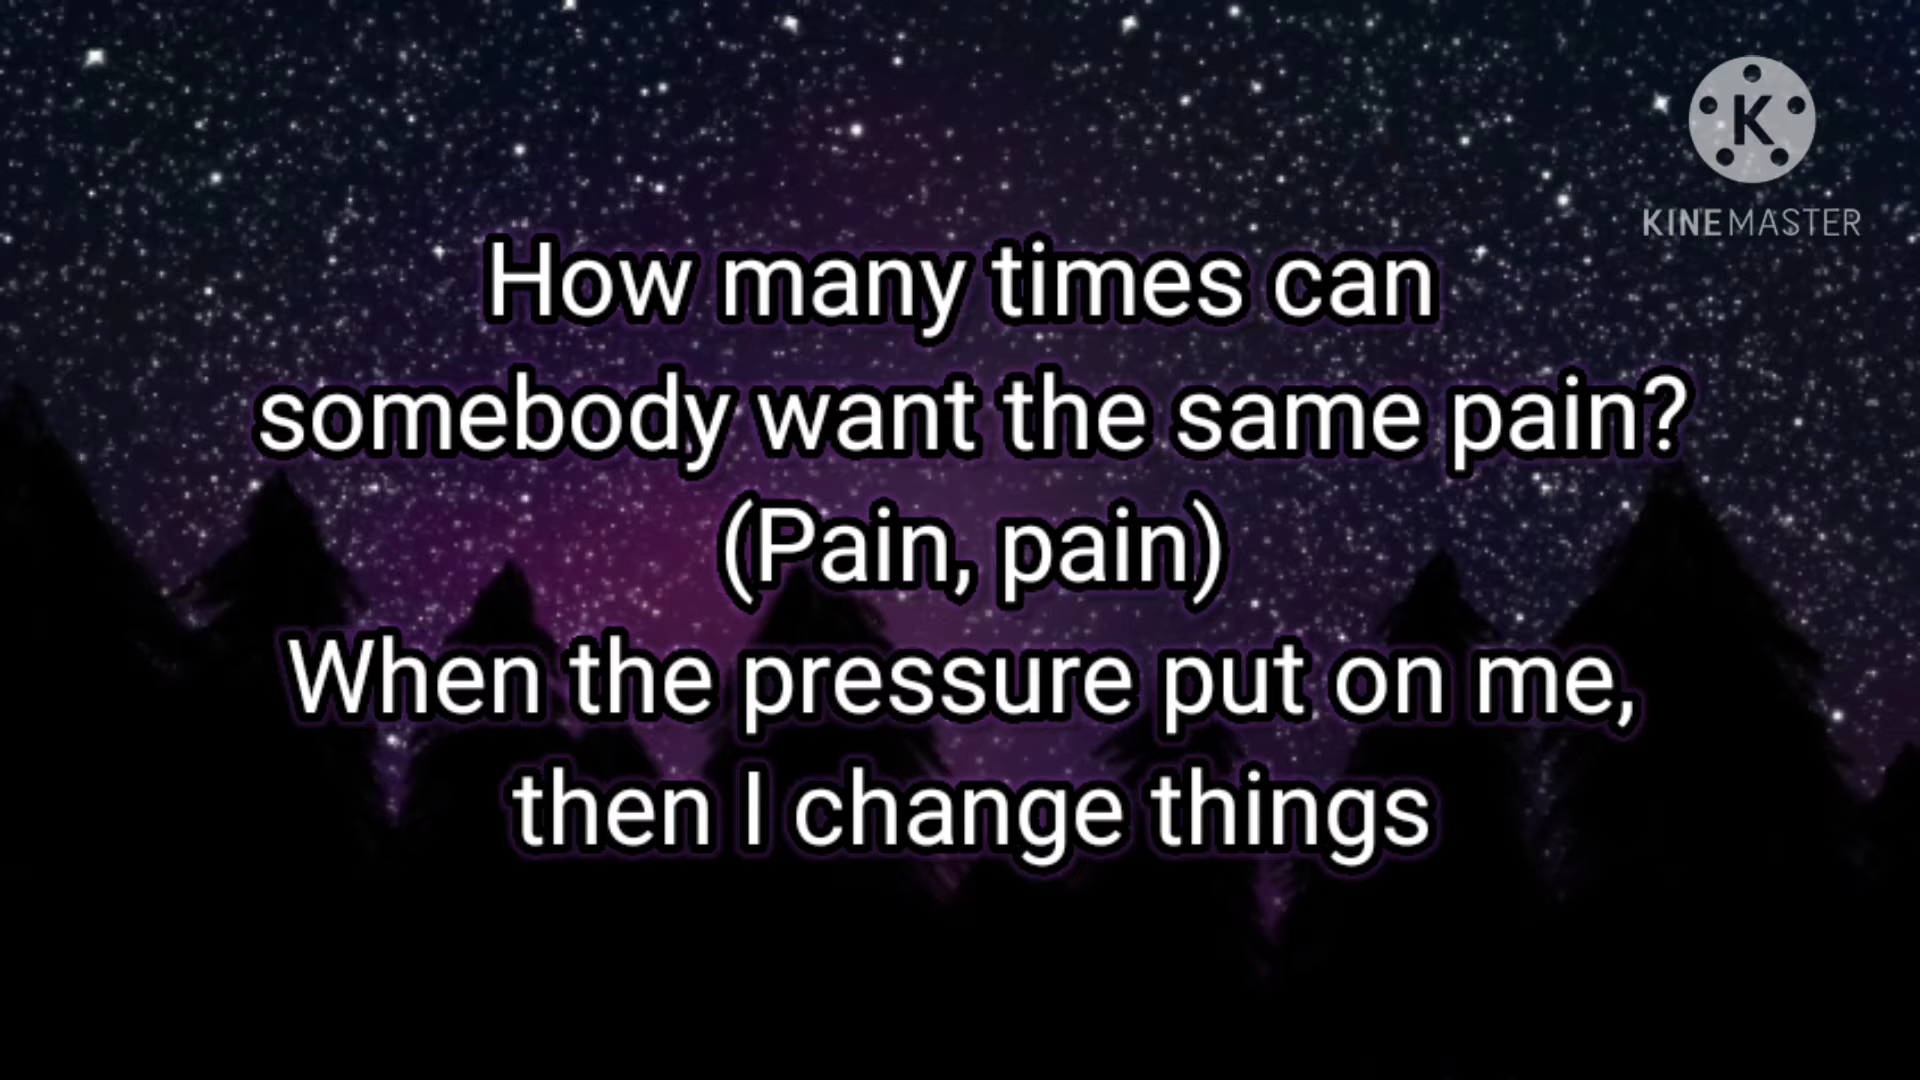 K
KINEMASTER
How many times can
somebody want the same pain?
(Pain, pain)
When the pressure put on me,
then I change things